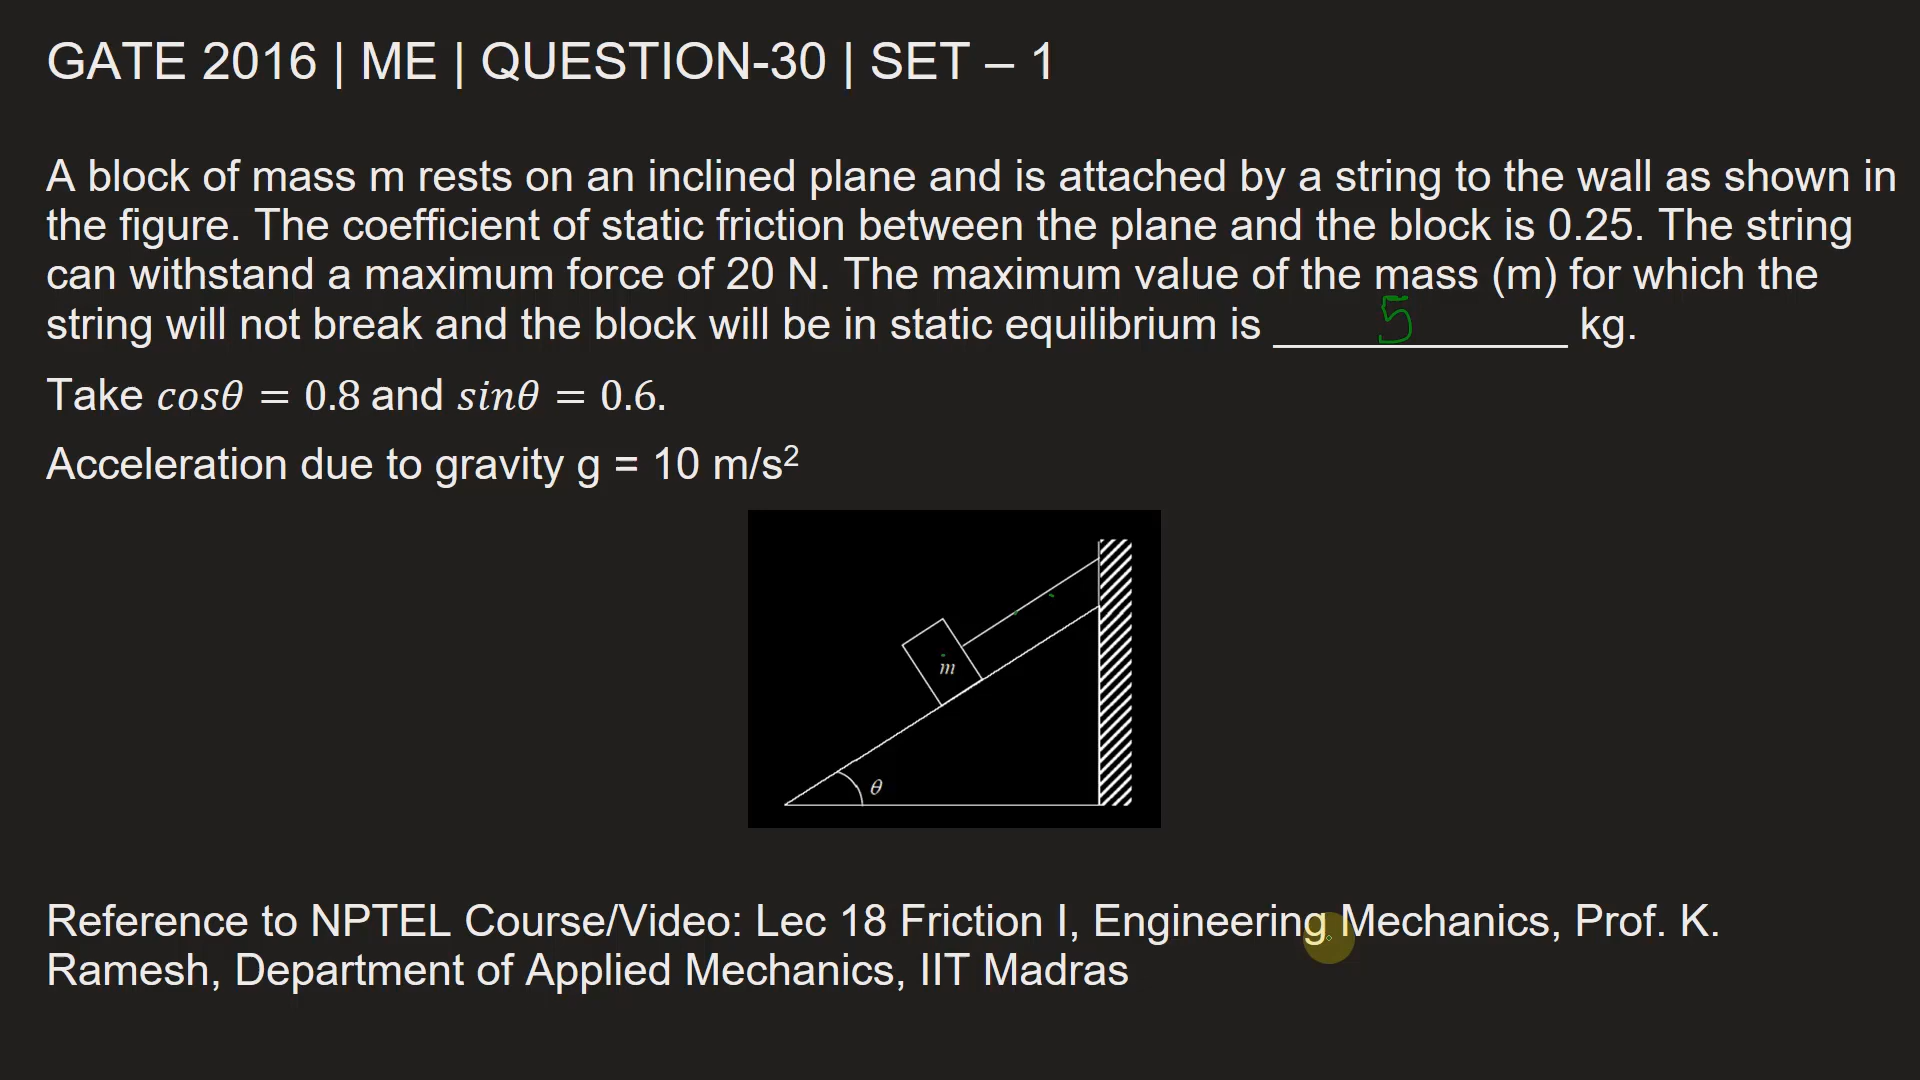 GATE 2016 | ME | QUESTION-30 | SET – 1
A block of mass m rests on an inclined plane and is attached by a string to the wall as shown in
the figure. The coefficient of static friction between the plane and the block is 0.25. The string
can withstand a maximum force of 20 N. The maximum value of the mass (m) for which the
string will not break and the block will be in static equilibrium is ____5____ kg.
Take cosθ = 0.8 and sinθ = 0.6.
Acceleration due to gravity g = 10 m/s²
m
θ
Reference to NPTEL Course/Video: Lec 18 Friction I, Engineering Mechanics, Prof. K.
Ramesh, Department of Applied Mechanics, IIT Madras